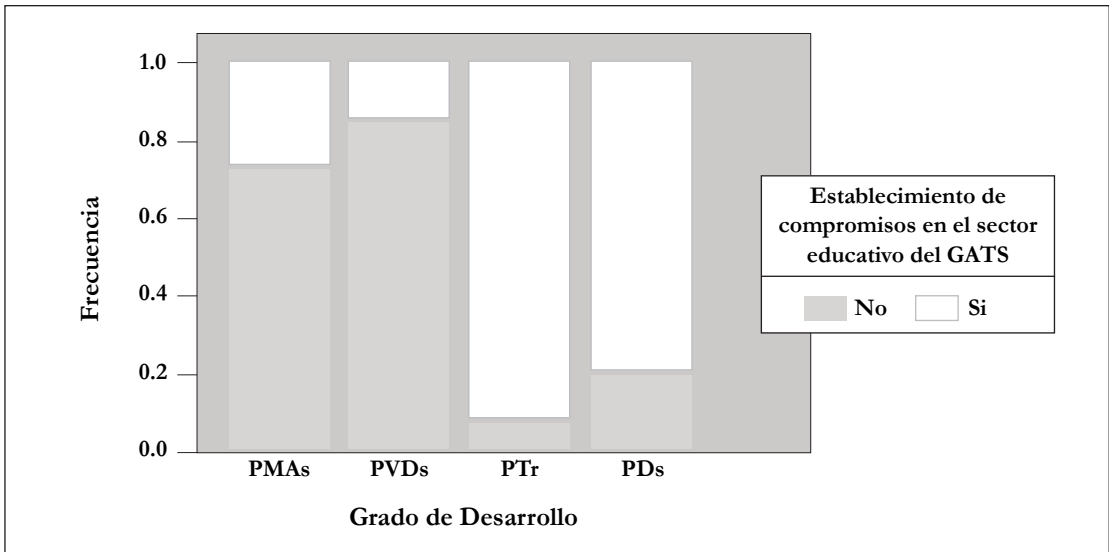 1.0
0.8
0.6
0.4
0.2
0.0
Frecuencia
PMAs PVDs PTr PDs
Grado de Desarrollo
Establecimiento de
compromisos en el sector
educativo del GATS
No Si